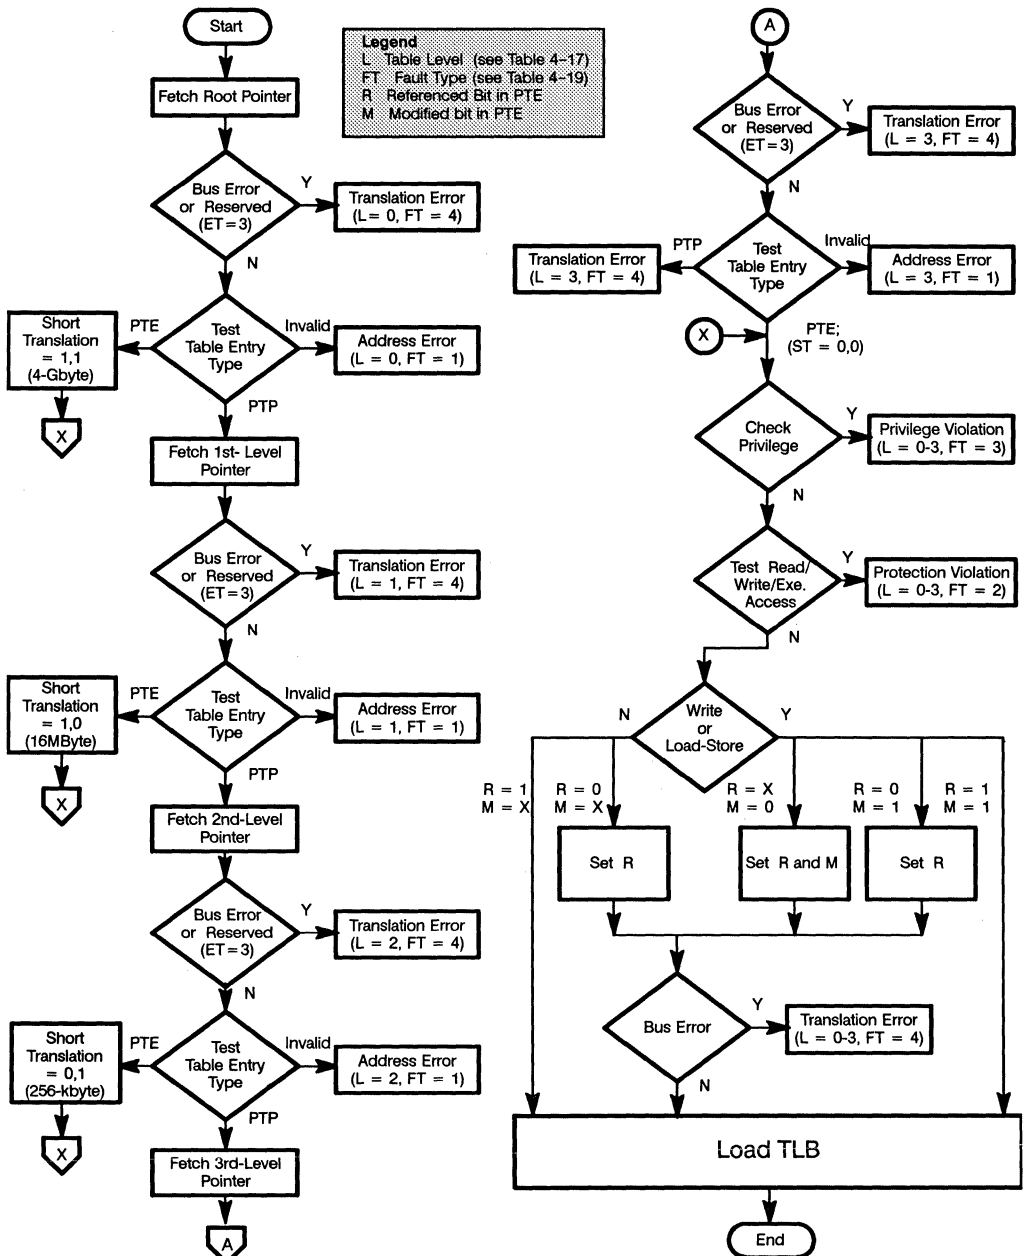 Start
Legend
L Table Level (see Table 4-17)
FT Fault Type (see Table 4-19)
R Referenced Bit in PTE
M Modified bit in PTE
Fetch Root Pointer
Bus Error
or Reserved
(ET=3)
Y
Translation Error
(L= 0, FT = 4)
N
Test
Table Entry
Type
PTE
Short
Translation
= 1,1
(4-Gbyte)
X
Invalid
Address Error
(L = 0, FT = 1)
PTP
Fetch 1st- Level
Pointer
Bus Error
or Reserved
(ET=3)
Y
Translation Error
(L = 1, FT = 4)
N
Test
Table Entry
Type
PTE
Short
Translation
= 1,0
(16MByte)
X
Invalid
Address Error
(L = 1, FT = 1)
PTP
Fetch 2nd-Level
Pointer
Bus Error
or Reserved
(ET=3)
Y
Translation Error
(L = 2, FT = 4)
N
Test
Table Entry
Type
PTE
Short
Translation
= 0,1
(256-kbyte)
X
Invalid
Address Error
(L = 2, FT = 1)
PTP
Fetch 3rd-Level
Pointer
A
A
Bus Error
or Reserved
(ET=3)
Y
Translation Error
(L = 3, FT = 4)
N
Test
Table Entry
Type
PTP
Translation Error
(L = 3, FT = 4)
Invalid
Address Error
(L = 3, FT = 1)
X
PTE;
(ST = 0,0)
Check
Privilege
Y
Privilege Violation
(L = 0-3, FT = 3)
N
Test Read/
Write/Exe.
Access
Y
Protection Violation
(L = 0-3, FT = 2)
N
Write
or
Load-Store
N
Y
R = 1
M = X
R = 0
M = X
R = X
M = 0
R = 0
M = 1
R = 1
M = 1
Set R
Set R and M
Set R
Bus Error
Y
Translation Error
(L = 0-3, FT = 4)
N
Load TLB
End